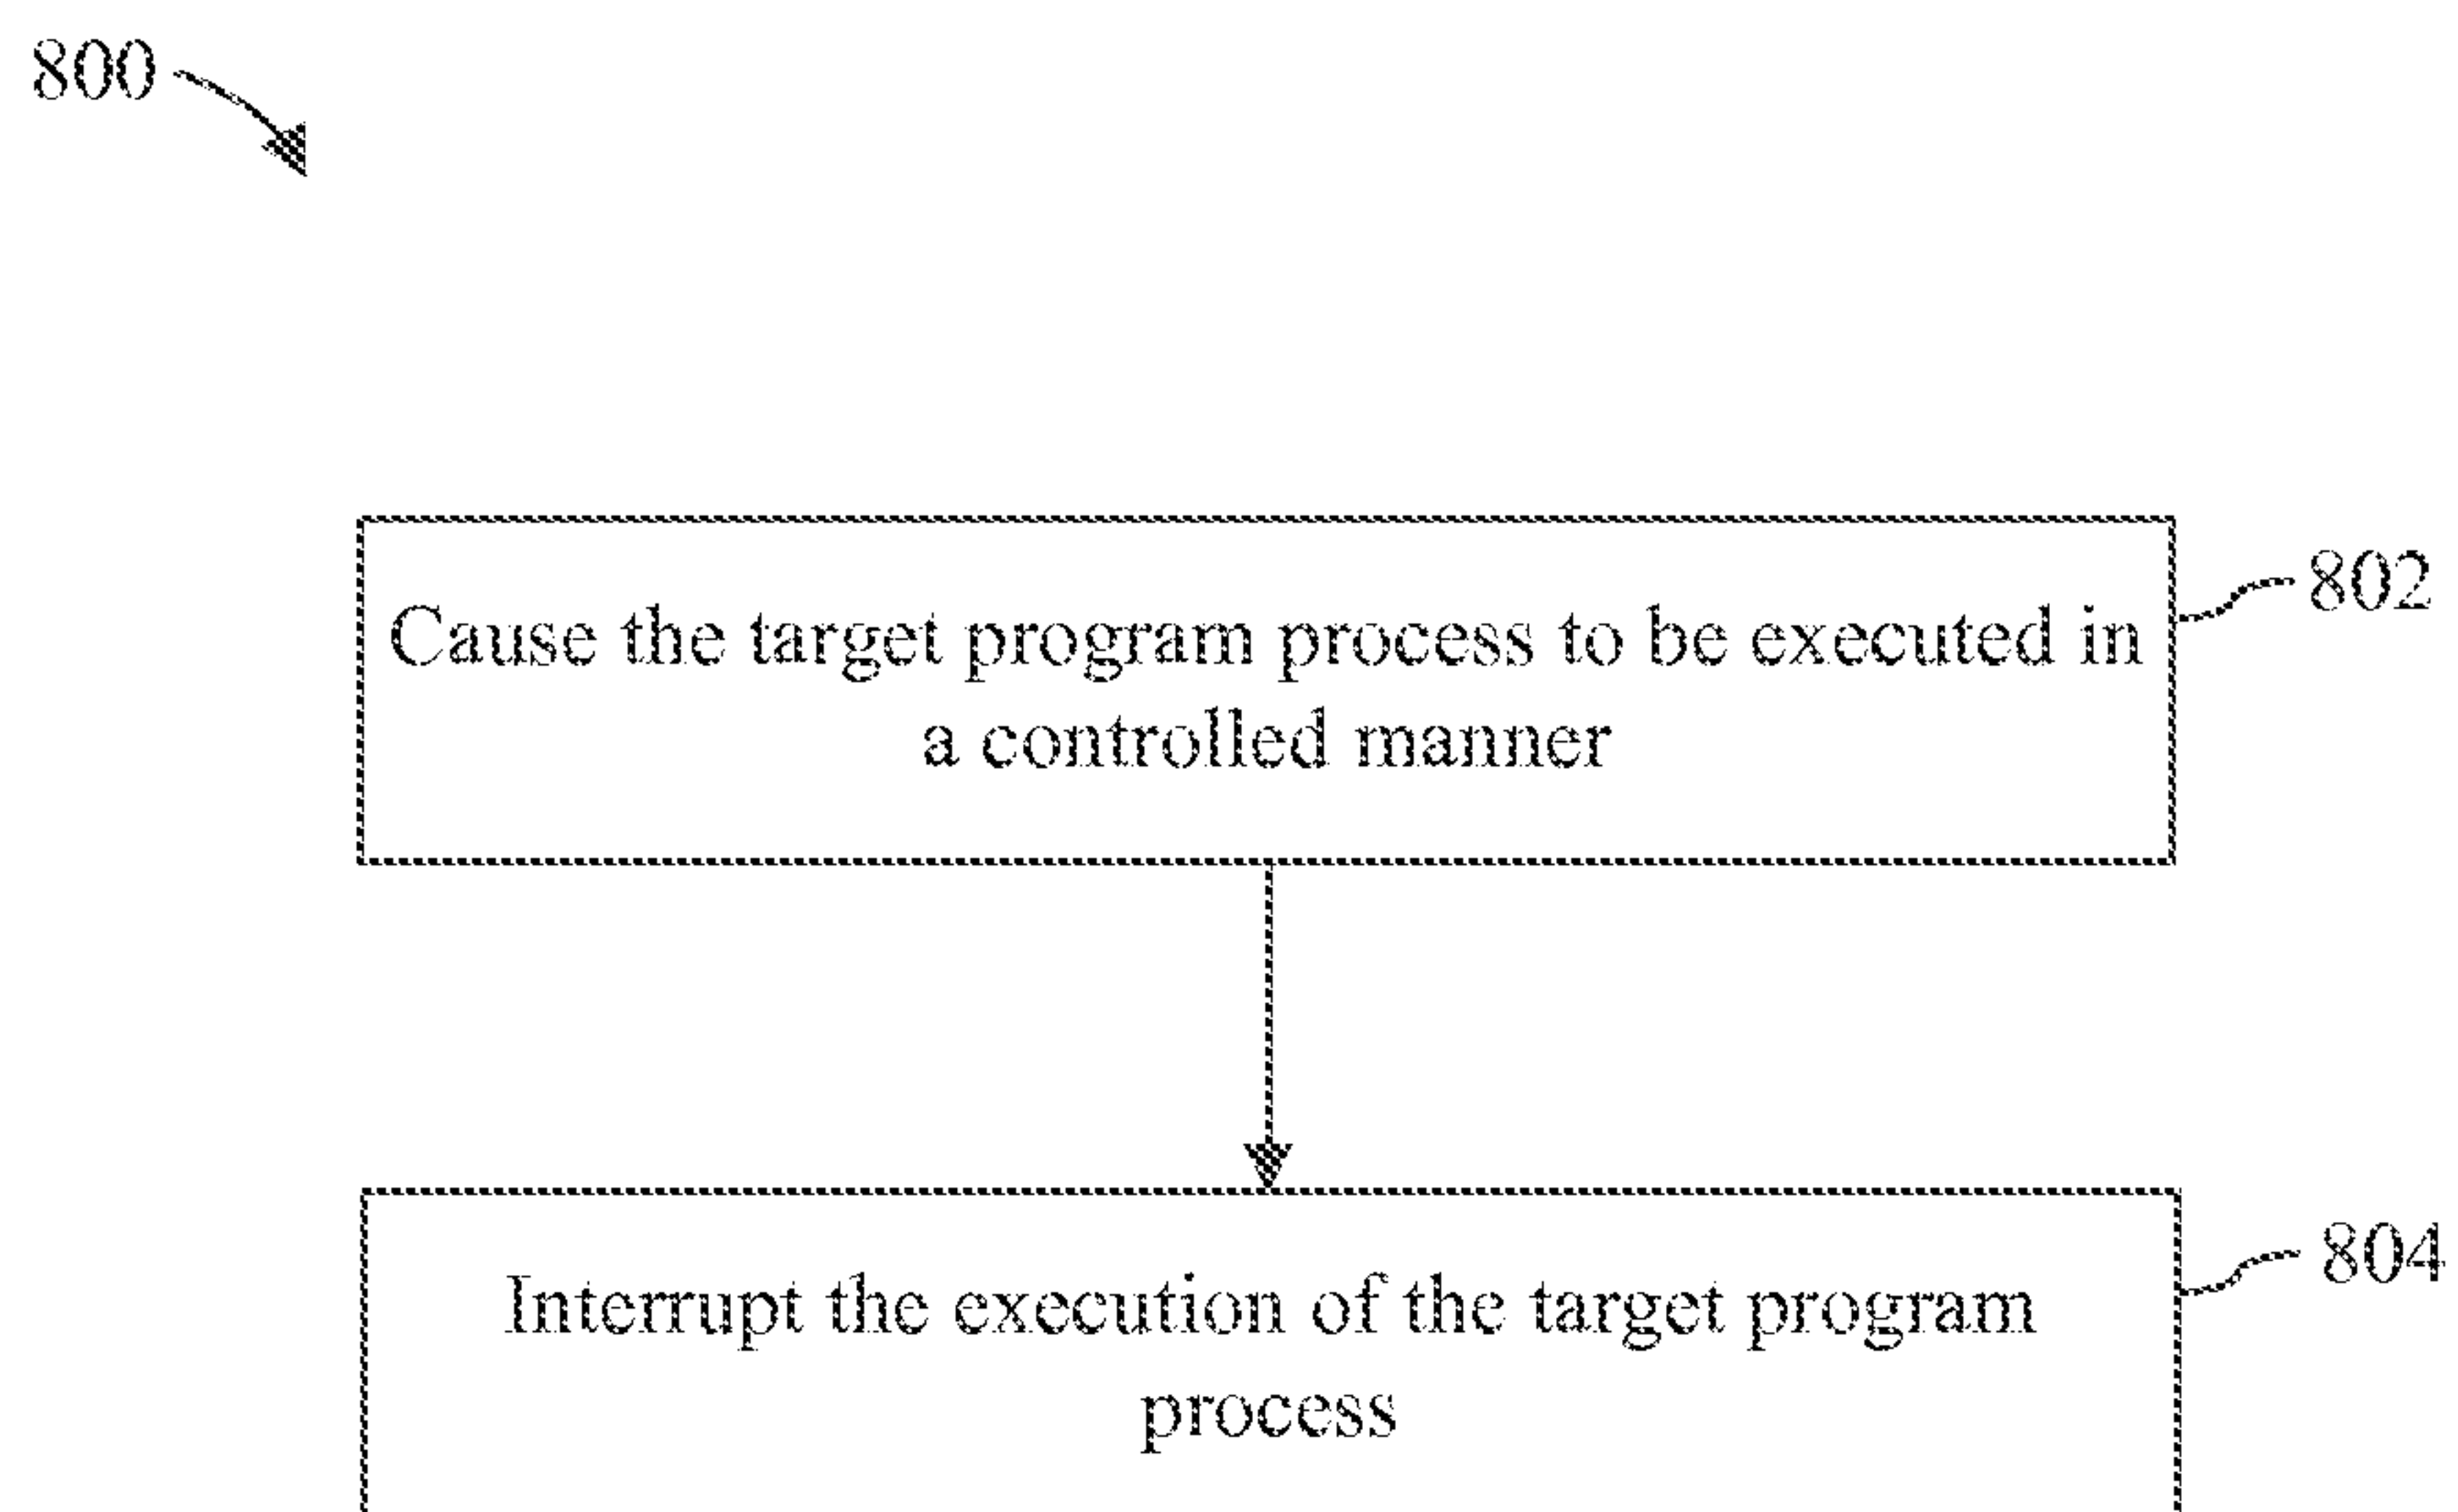 800
802
Cause the target program process to be executed in
a controlled manner
804
Interrupt the execution of the target program
process